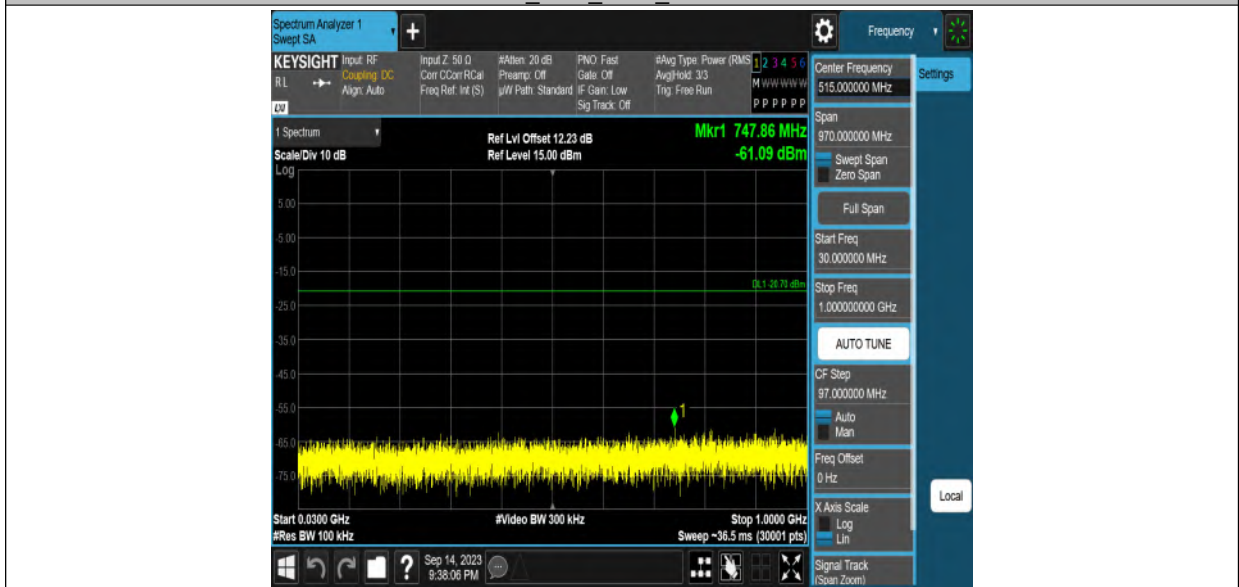 Spectrum Analyzer 1
Swept SA
+
Frequency
KEYSIGHT
RL
Input: RF
Coupling: DC
Align: Auto
Input Z: 50 Ω
Corr CCorr RCal
Freq Ref: Int (S)
#Atten: 20 dB
Preamp: Off
µW Path: Standard
PNO: Fast
Gate: Off
IF Gain: Low
Sig Track: Off
#Avg Type: Power (RMS
Avg|Hold: 3/3
Trig: Free Run
1 2 3 4 5 6
M W W W W W
P P P P P P
1 Spectrum
Scale/Div 10 dB
Ref Lvl Offset 12.23 dB
Ref Level 15.00 dBm
Mkr1 747.86 MHz
-61.09 dBm
Log
5.00
-5.00
-15.0
DL1 -20.70 dBm
-25.0
-35.0
-45.0
-55.0
1
-65.0
-75.0
Start 0.0300 GHz
#Res BW 100 kHz
#Video BW 300 kHz
Stop 1.0000 GHz
Sweep ~36.5 ms (30001 pts)
?
Sep 14, 2023
9:38:06 PM
Center Frequency
515.000000 MHz
Settings
Span
970.000000 MHz
Swept Span
Zero Span
Full Span
Start Freq
30.000000 MHz
Stop Freq
1.000000000 GHz
AUTO TUNE
CF Step
97.000000 MHz
Auto
Man
Freq Offset
0 Hz
Local
X Axis Scale
Log
Lin
Signal Track
(Span Zoom)